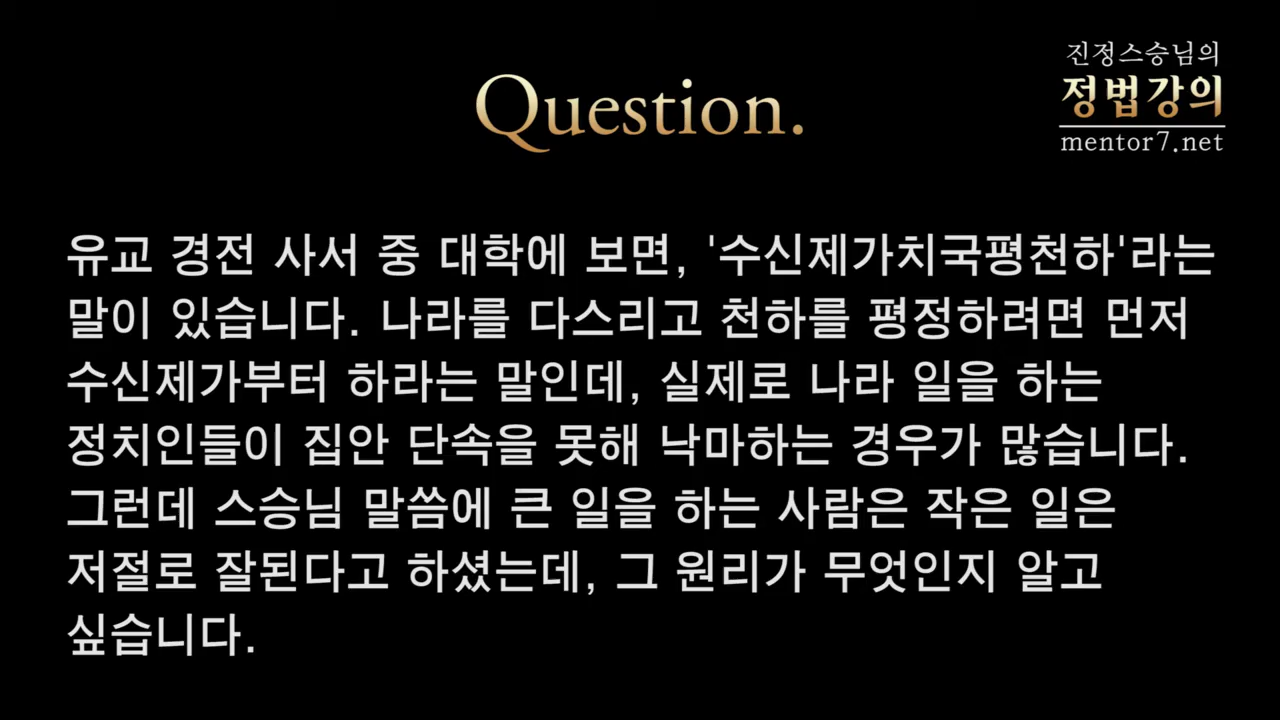 Question.
진정스승님의
정법강의
mentor7.net
유교 경전 사서 중 대학에 보면, '수신제가치국평천하'라는
말이 있습니다. 나라를 다스리고 천하를 평정하려면 먼저
수신제가부터 하라는 말인데, 실제로 나라 일을 하는
정치인들이 집안 단속을 못해 낙마하는 경우가 많습니다.
그런데 스승님 말씀에 큰 일을 하는 사람은 작은 일은
저절로 잘된다고 하셨는데, 그 원리가 무엇인지 알고
싶습니다.